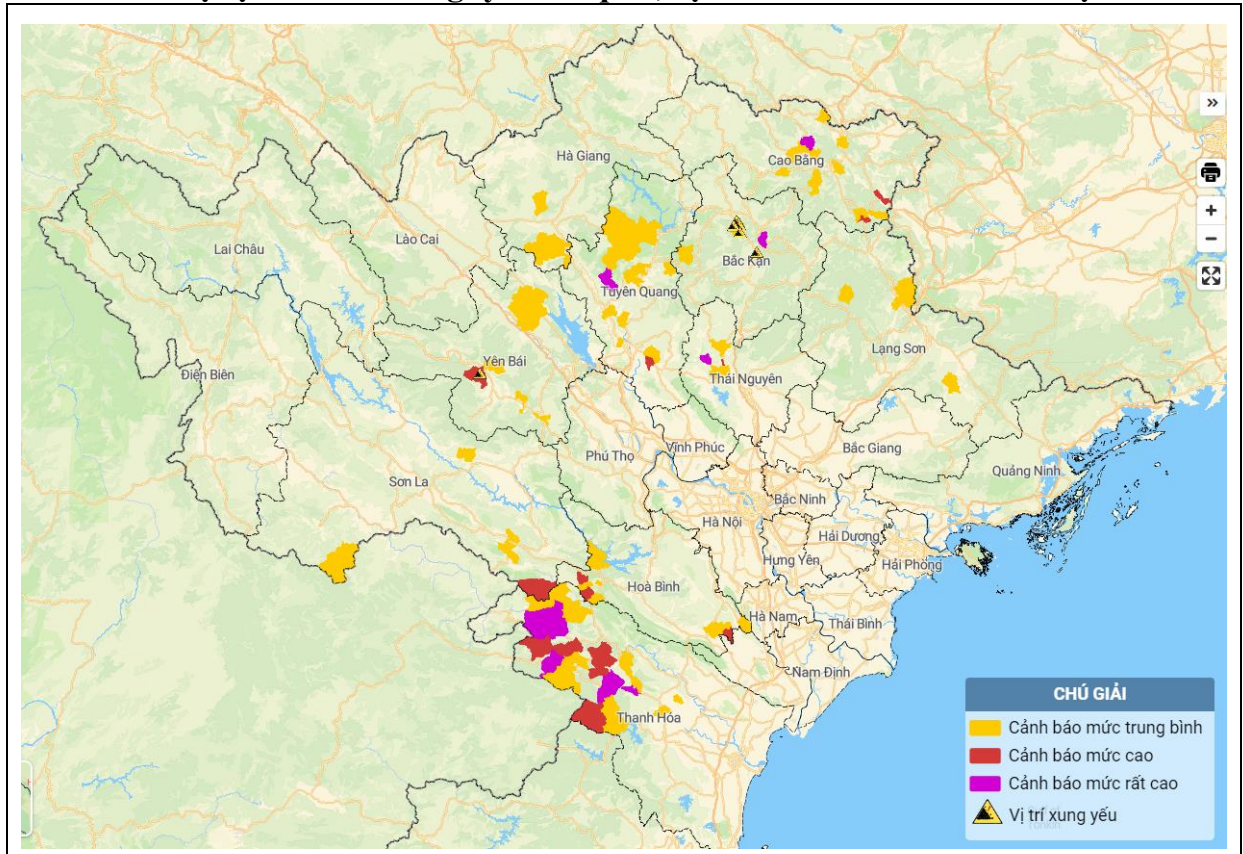 »
Hà Giang
Cao Bằng
Lai Châu
Lào Cai
Bắc Kạn
Tuyên Quang
Lạng Sơn
Yên Bái
Điện Biên
Thái Nguyên
Phú Thọ
Vĩnh Phúc
Bắc Giang
Quảng Ninh
Sơn La
Bắc Ninh
Hà Nội
Hải Dương
Hưng Yên
Hải Phòng
Hoà Bình
Hà Nam
Thái Bình
Nam Định
Thanh Hóa
+
−
CHÚ GIẢI
Cảnh báo mức trung bình
Cảnh báo mức cao
Cảnh báo mức rất cao
Vị trí xung yếu